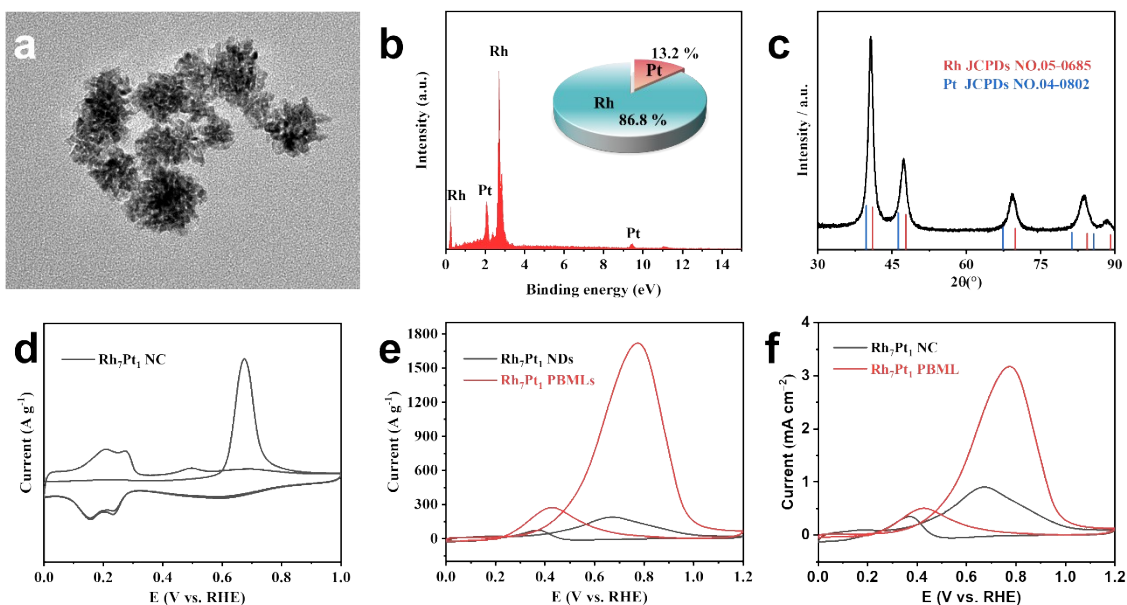 a
b
Rh
13.2 %
Pt
Rh
86.8 %
Rh
Pt
Pt
Intensity (a.u.)
0 2 4 6 8 10 12 14
Binding energy (eV)
c
Rh JCPDs NO.05-0685
Pt JCPDs NO.04-0802
Intensity / a.u.
30 45 60 75 90
2θ(°)
d
Rh₇Pt₁ NC
Current (A g⁻¹)
0.0 0.2 0.4 0.6 0.8 1.0
E (V vs. RHE)
e
Rh₇Pt₁ NDs
Rh₇Pt₁ PBMLs
Current (A g⁻¹)
1800
1500
1200
900
600
300
0
0.0 0.2 0.4 0.6 0.8 1.0 1.2
E (V vs. RHE)
f
Rh₇Pt₁ NC
Rh₇Pt₁ PBML
Current (mA cm⁻²)
4
3
2
1
0
0.0 0.2 0.4 0.6 0.8 1.0 1.2
E (V vs. RHE)